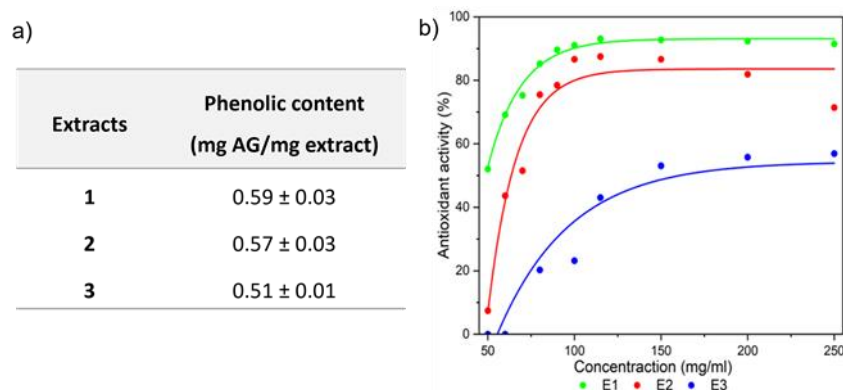 a)
Extracts
Phenolic content
(mg AG/mg extract)
1
0.59 ± 0.03
2
0.57 ± 0.03
3
0.51 ± 0.01
b)
Antioxidant activity (%)
100
80
60
40
20
0
50
100
150
200
250
Concentraction (mg/ml)
E1
E2
E3